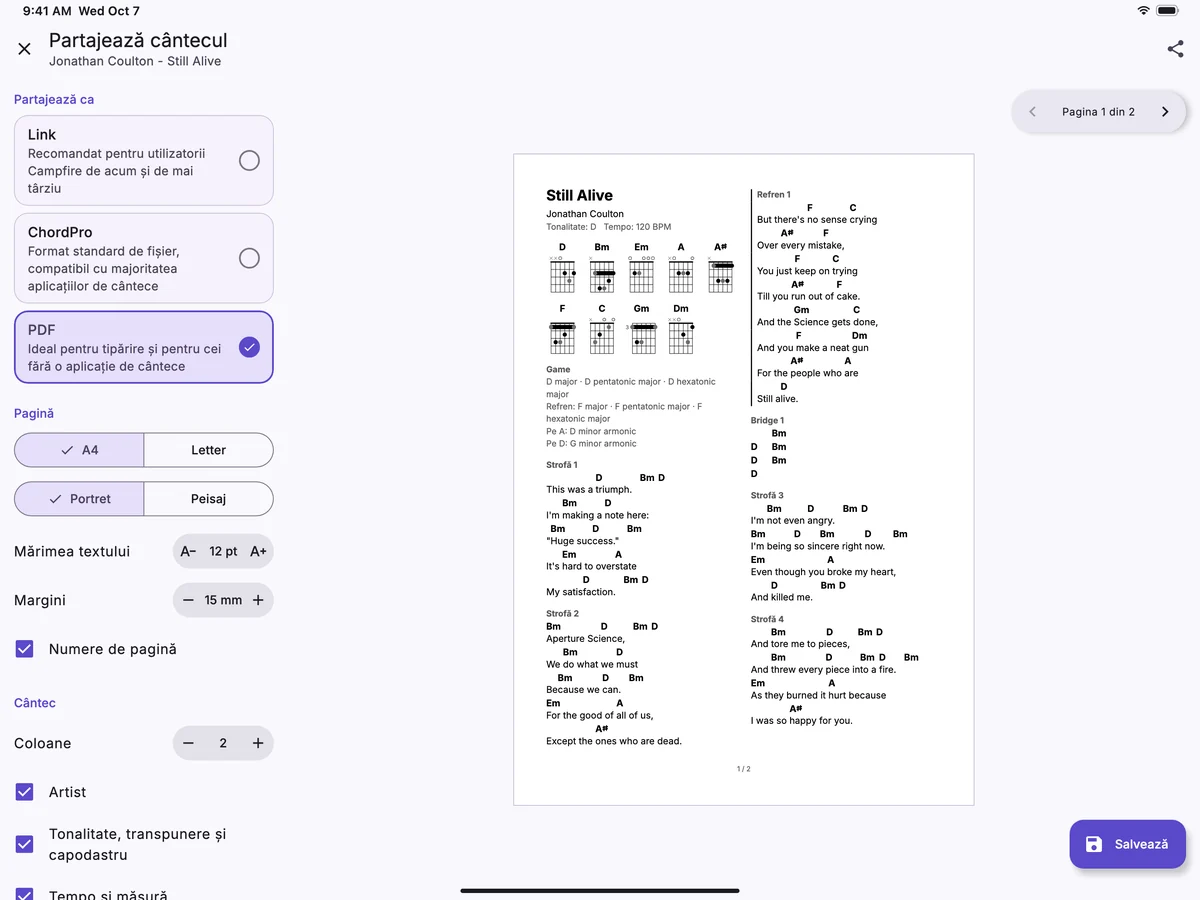 9:41 AM Wed Oct 7
Partajează cântecul
Jonathan Coulton - Still Alive
Partajează ca
Link
Recomandat pentru utilizatorii
Campfire de acum și de mai
târziu
ChordPro
Format standard de fișier,
compatibil cu majoritatea
aplicațiilor de cântece
PDF
Ideal pentru tipărire și pentru cei
fără o aplicație de cântece
Pagină
A4 Letter
Portret Peisaj
Mărimea textului A- 12 pt A+
Margini − 15 mm +
Numere de pagină
Cântec
Coloane − 2 +
Artist
Tonalitate, transpunere și
capodastru
Tempo și măsură
Pagina 1 din 2
Still Alive
Jonathan Coulton
Tonalitate: D Tempo: 120 BPM
D Bm Em A A#
F C Gm Dm
3
Game
D major · D pentatonic major · D hexatonic
major
Refren: F major · F pentatonic major · F
hexatonic major
Pe A: D minor armonic
Pe D: G minor armonic
Strofă 1
D Bm D
This was a triumph.
Bm D
I'm making a note here:
Bm D Bm
"Huge success."
Em A
It's hard to overstate
D Bm D
My satisfaction.
Strofă 2
Bm D Bm D
Aperture Science,
Bm D
We do what we must
Bm D Bm
Because we can.
Em A
For the good of all of us,
A#
Except the ones who are dead.
Refren 1
F C
But there's no sense crying
A# F
Over every mistake,
F C
You just keep on trying
A# F
Till you run out of cake.
Gm C
And the Science gets done,
F Dm
And you make a neat gun
A# A
For the people who are
D
Still alive.
Bridge 1
Bm
D Bm
D Bm
D
Strofă 3
Bm D Bm D
I'm not even angry.
Bm D Bm D Bm
I'm being so sincere right now.
Em A
Even though you broke my heart,
D Bm D
And killed me.
Strofă 4
Bm D Bm D
And tore me to pieces,
Bm D Bm D Bm
And threw every piece into a fire.
Em A
As they burned it hurt because
A#
I was so happy for you.
1 / 2
Salvează